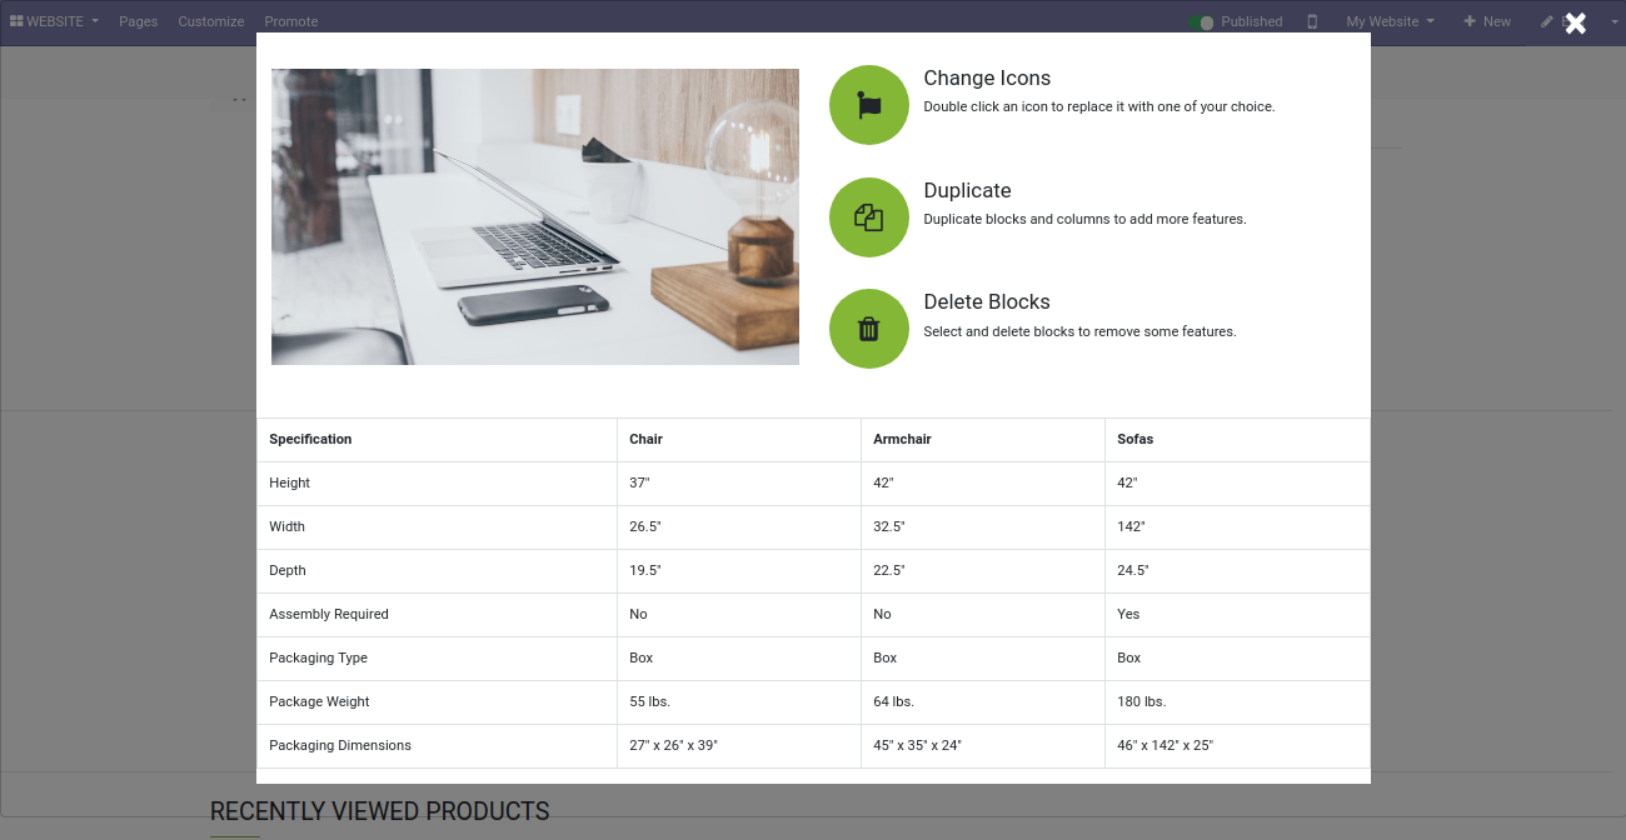 WEBSITE Pages Customize Promote Published My Website New
Change Icons
Double click an icon to replace it with one of your choice.
Duplicate
Duplicate blocks and columns to add more features.
Delete Blocks
Select and delete blocks to remove some features.
Specification Chair Armchair Sofas
Height 37" 42" 42"
Width 26.5" 32.5" 142"
Depth 19.5" 22.5" 24.5"
Assembly Required No No Yes
Packaging Type Box Box Box
Package Weight 55 lbs. 64 lbs. 180 lbs.
Packaging Dimensions 27" x 26" x 39" 45" x 35" x 24" 46" x 142" x 25"
RECENTLY VIEWED PRODUCTS